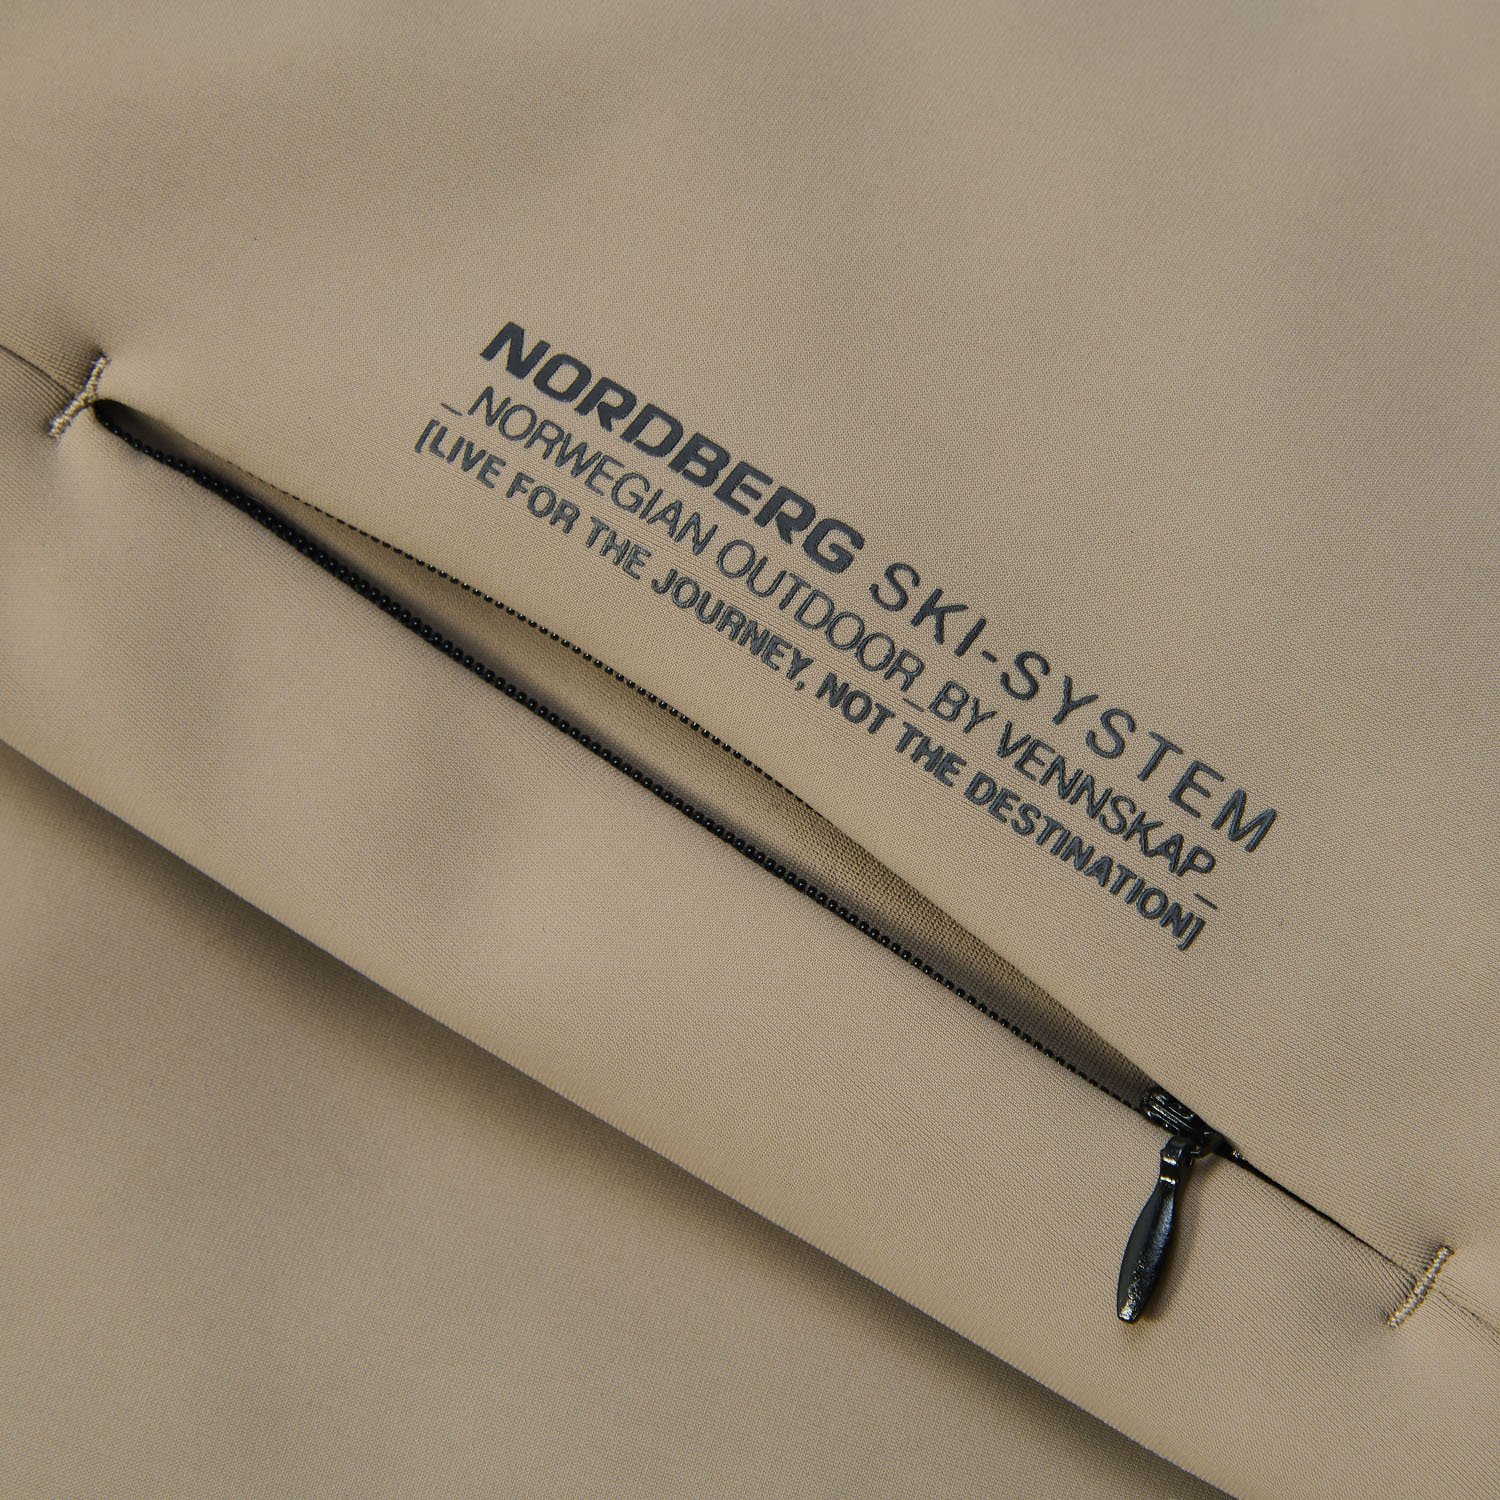 NORDBERG SKI-SYSTEM
_NORWEGIAN OUTDOOR_BY VENNSKAP_
[LIVE FOR THE JOURNEY, NOT THE DESTINATION]